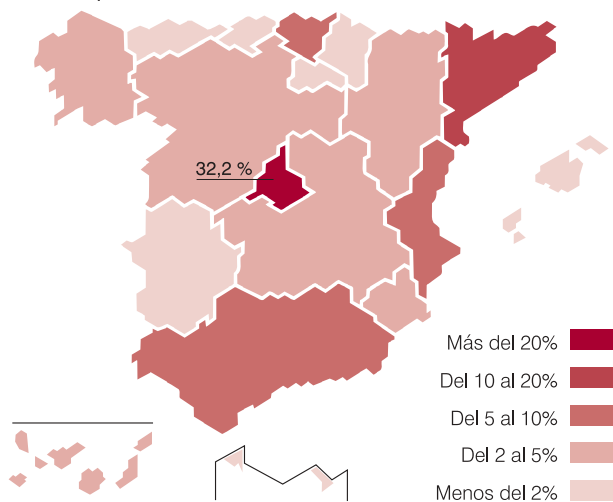 32,2 %
Más del 20%
Del 10 al 20%
Del 5 al 10%
Del 2 al 5%
Menos del 2%